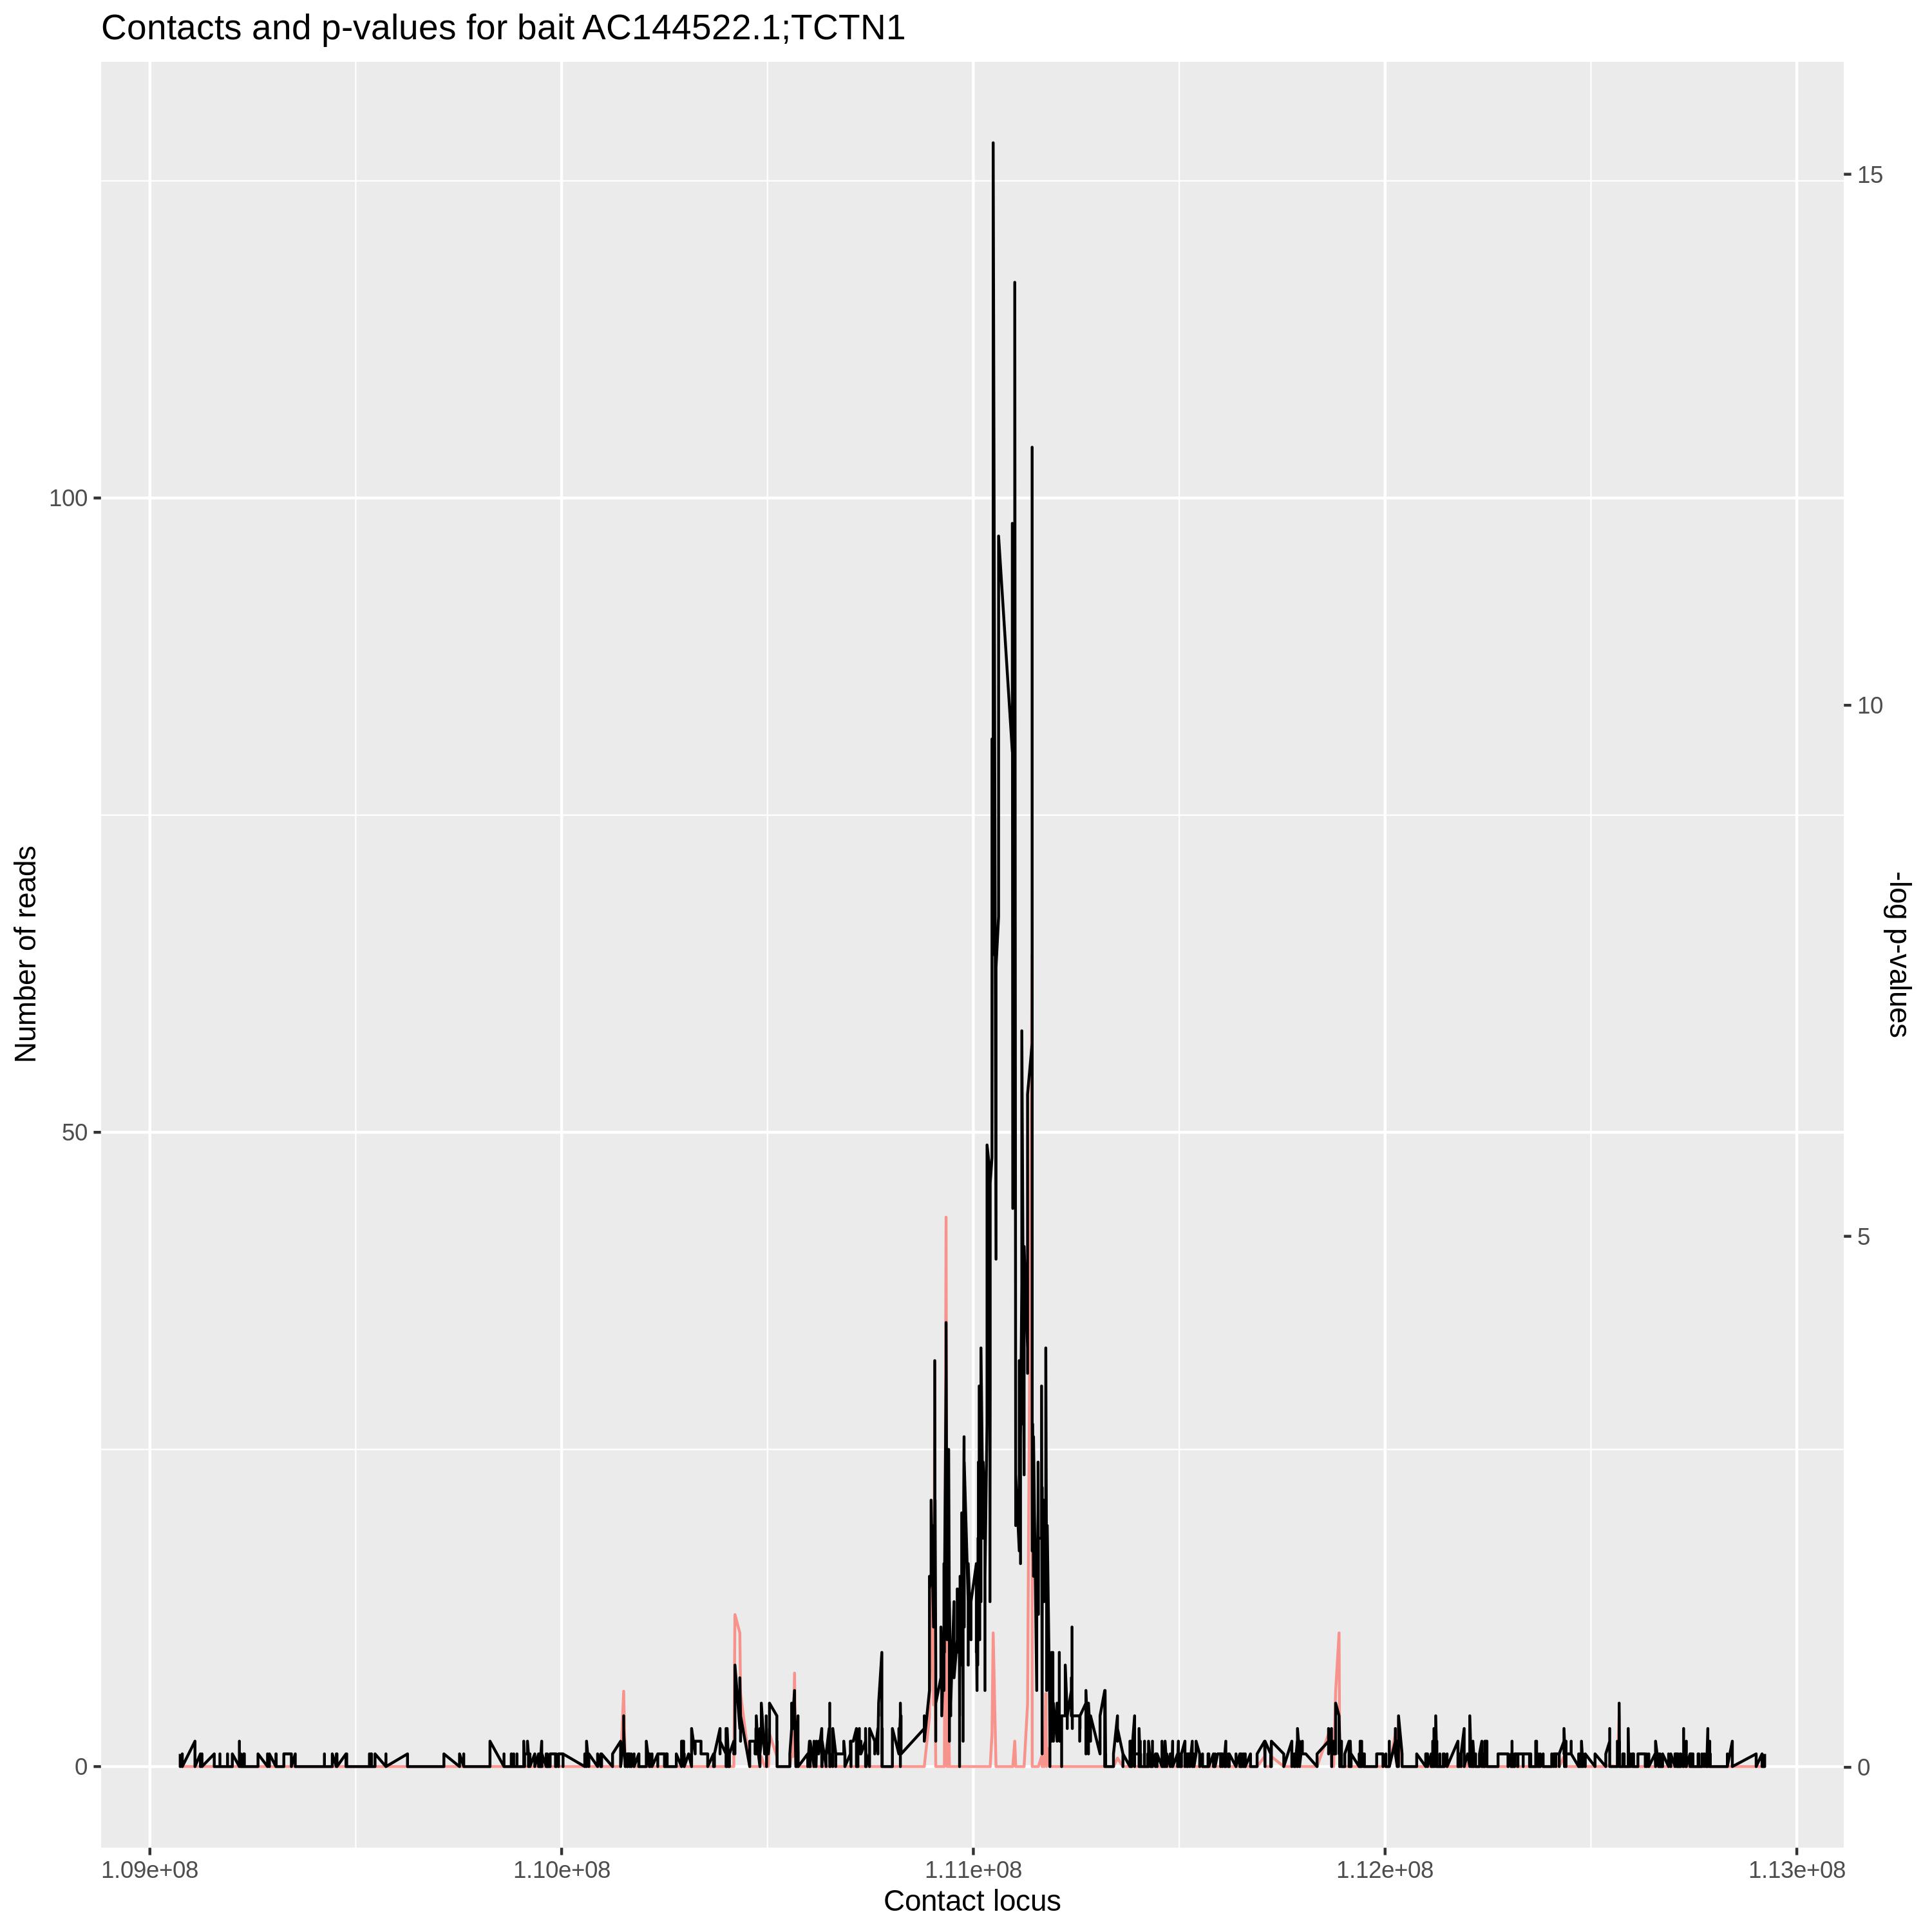 Contacts and p-values for bait AC144522.1;TCTN1
Number of reads
100
50
0
15
10
5
0
-log p-values
1.09e+08
1.10e+08
1.11e+08
1.12e+08
1.13e+08
Contact locus